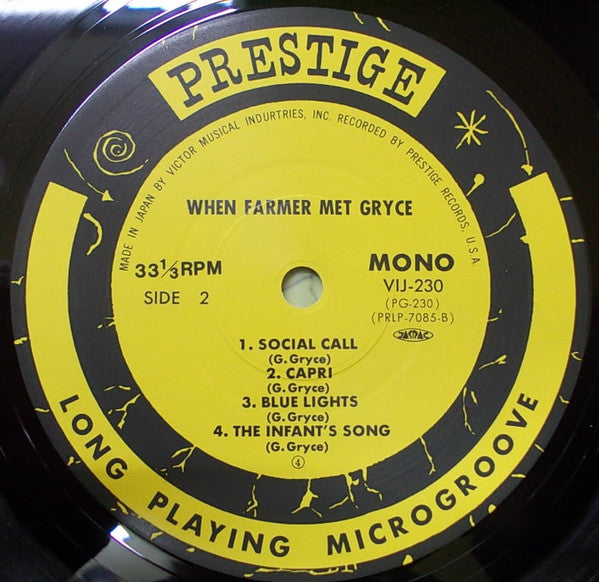 PRESTIGE
MADE IN JAPAN BY VICTOR MUSICAL INDURTRIES, INC. RECORDED BY PRESTIGE RECORDS, U.S.A.
WHEN FARMER MET GRYCE
33⅓RPM
SIDE 2
MONO
VIJ-230
(PG-230)
(PRLP-7085-B)
JASRAC
1. SOCIAL CALL
(G.Gryce)
2. CAPRI
(G.Gryce)
3. BLUE LIGHTS
(G.Gryce)
4. THE INFANT'S SONG
(G.Gryce)
④
LONG PLAYING MICROGROOVE